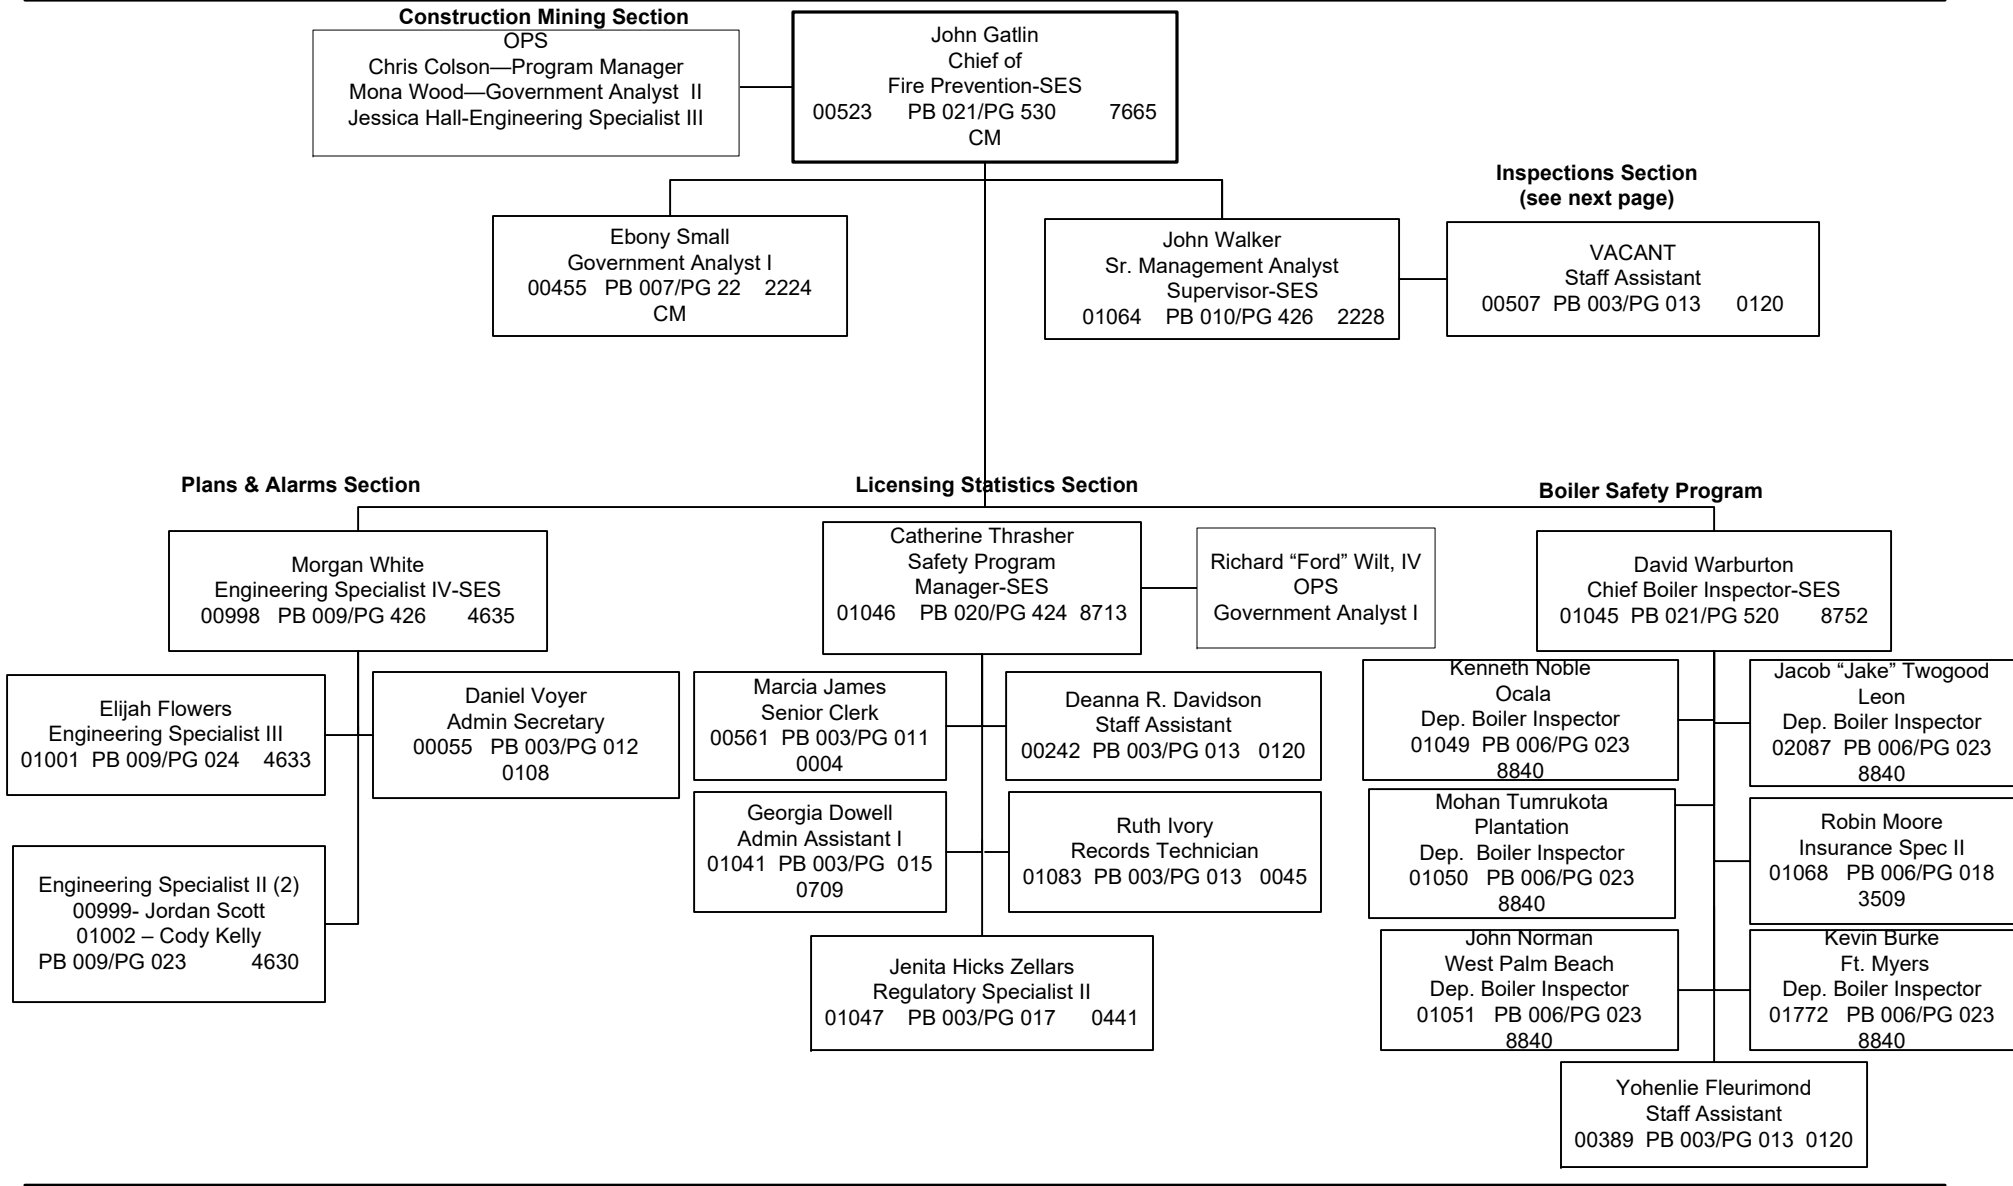 Construction Mining Section
OPS
Chris Colson—Program Manager
Mona Wood—Government Analyst  II
Jessica Hall-Engineering Specialist III
John Gatlin
Chief of
Fire Prevention-SES
00523 PB 021/PG 530 7665
CM
Ebony Small
Government Analyst I
00455 PB 007/PG 22 2224
CM
John Walker
Sr. Management Analyst
Supervisor-SES
01064 PB 010/PG 426 2228
Inspections Section
(see next page)
VACANT
Staff Assistant
00507 PB 003/PG 013 0120
Plans & Alarms Section
Morgan White
Engineering Specialist IV-SES
00998 PB 009/PG 426 4635
Elijah Flowers
Engineering Specialist III
01001 PB 009/PG 024 4633
Daniel Voyer
Admin Secretary
00055 PB 003/PG 012
0108
Engineering Specialist II (2)
00999- Jordan Scott
01002 – Cody Kelly
PB 009/PG 023 4630
Licensing Statistics Section
Catherine Thrasher
Safety Program
Manager-SES
01046 PB 020/PG 424 8713
Richard “Ford” Wilt, IV
OPS
Government Analyst I
Marcia James
Senior Clerk
00561 PB 003/PG 011
0004
Deanna R. Davidson
Staff Assistant
00242 PB 003/PG 013 0120
Georgia Dowell
Admin Assistant I
01041 PB 003/PG 015
0709
Ruth Ivory
Records Technician
01083 PB 003/PG 013 0045
Jenita Hicks Zellars
Regulatory Specialist II
01047 PB 003/PG 017 0441
Boiler Safety Program
David Warburton
Chief Boiler Inspector-SES
01045 PB 021/PG 520 8752
Kenneth Noble
Ocala
Dep. Boiler Inspector
01049 PB 006/PG 023
8840
Jacob “Jake” Twogood
Leon
Dep. Boiler Inspector
02087 PB 006/PG 023
8840
Mohan Tumrukota
Plantation
Dep. Boiler Inspector
01050 PB 006/PG 023
8840
Robin Moore
Insurance Spec II
01068 PB 006/PG 018
3509
John Norman
West Palm Beach
Dep. Boiler Inspector
01051 PB 006/PG 023
8840
Kevin Burke
Ft. Myers
Dep. Boiler Inspector
01772 PB 006/PG 023
8840
Yohenlie Fleurimond
Staff Assistant
00389 PB 003/PG 013 0120